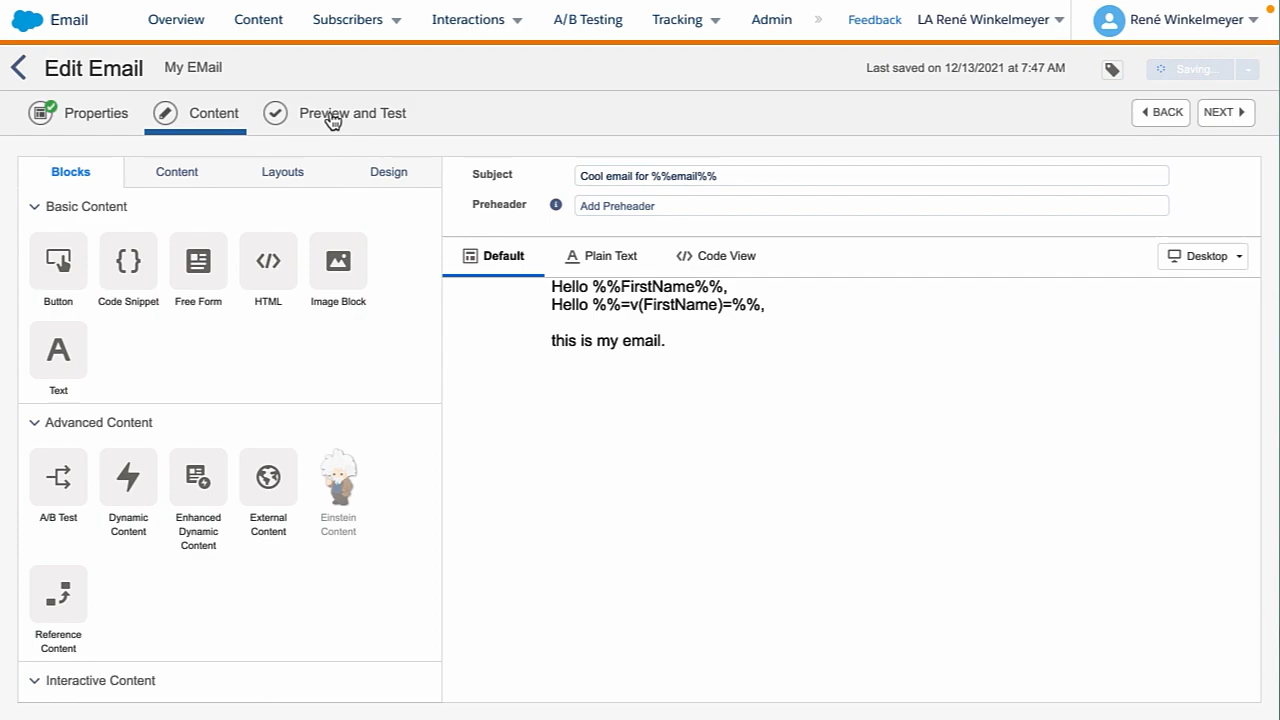 Email
Overview
Content
Subscribers
Interactions
A/B Testing
Tracking
Admin
»
Feedback
LA René Winkelmeyer
René Winkelmeyer
Edit Email
My EMail
Last saved on 12/13/2021 at 7:47 AM
Saving...
Properties
Content
Preview and Test
BACK
NEXT
Blocks
Content
Layouts
Design
Basic Content
Button
Code Snippet
Free Form
HTML
Image Block
A
Text
Advanced Content
A/B Test
Dynamic
Content
Enhanced
Dynamic
Content
External
Content
Einstein
Content
Reference
Content
Interactive Content
Subject
Cool email for %%email%%
Preheader
Add Preheader
Default
A Plain Text
</> Code View
Desktop
Hello %%FirstName%%,
Hello %%=v(FirstName)=%%,
this is my email.